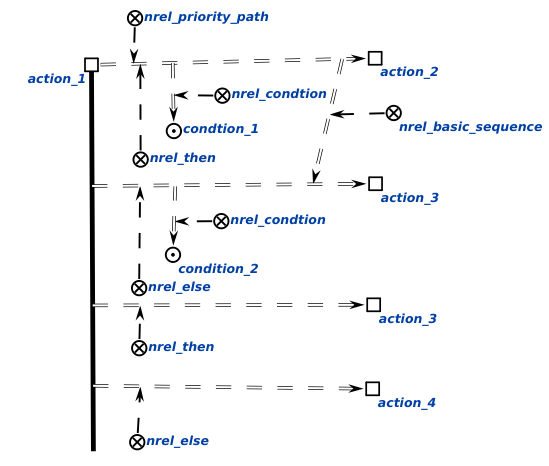 nrel_priority_path
action_1
action_2
nrel_condtion
condtion_1
nrel_basic_sequence
nrel_then
action_3
nrel_condtion
condition_2
nrel_else
action_3
nrel_then
action_4
nrel_else